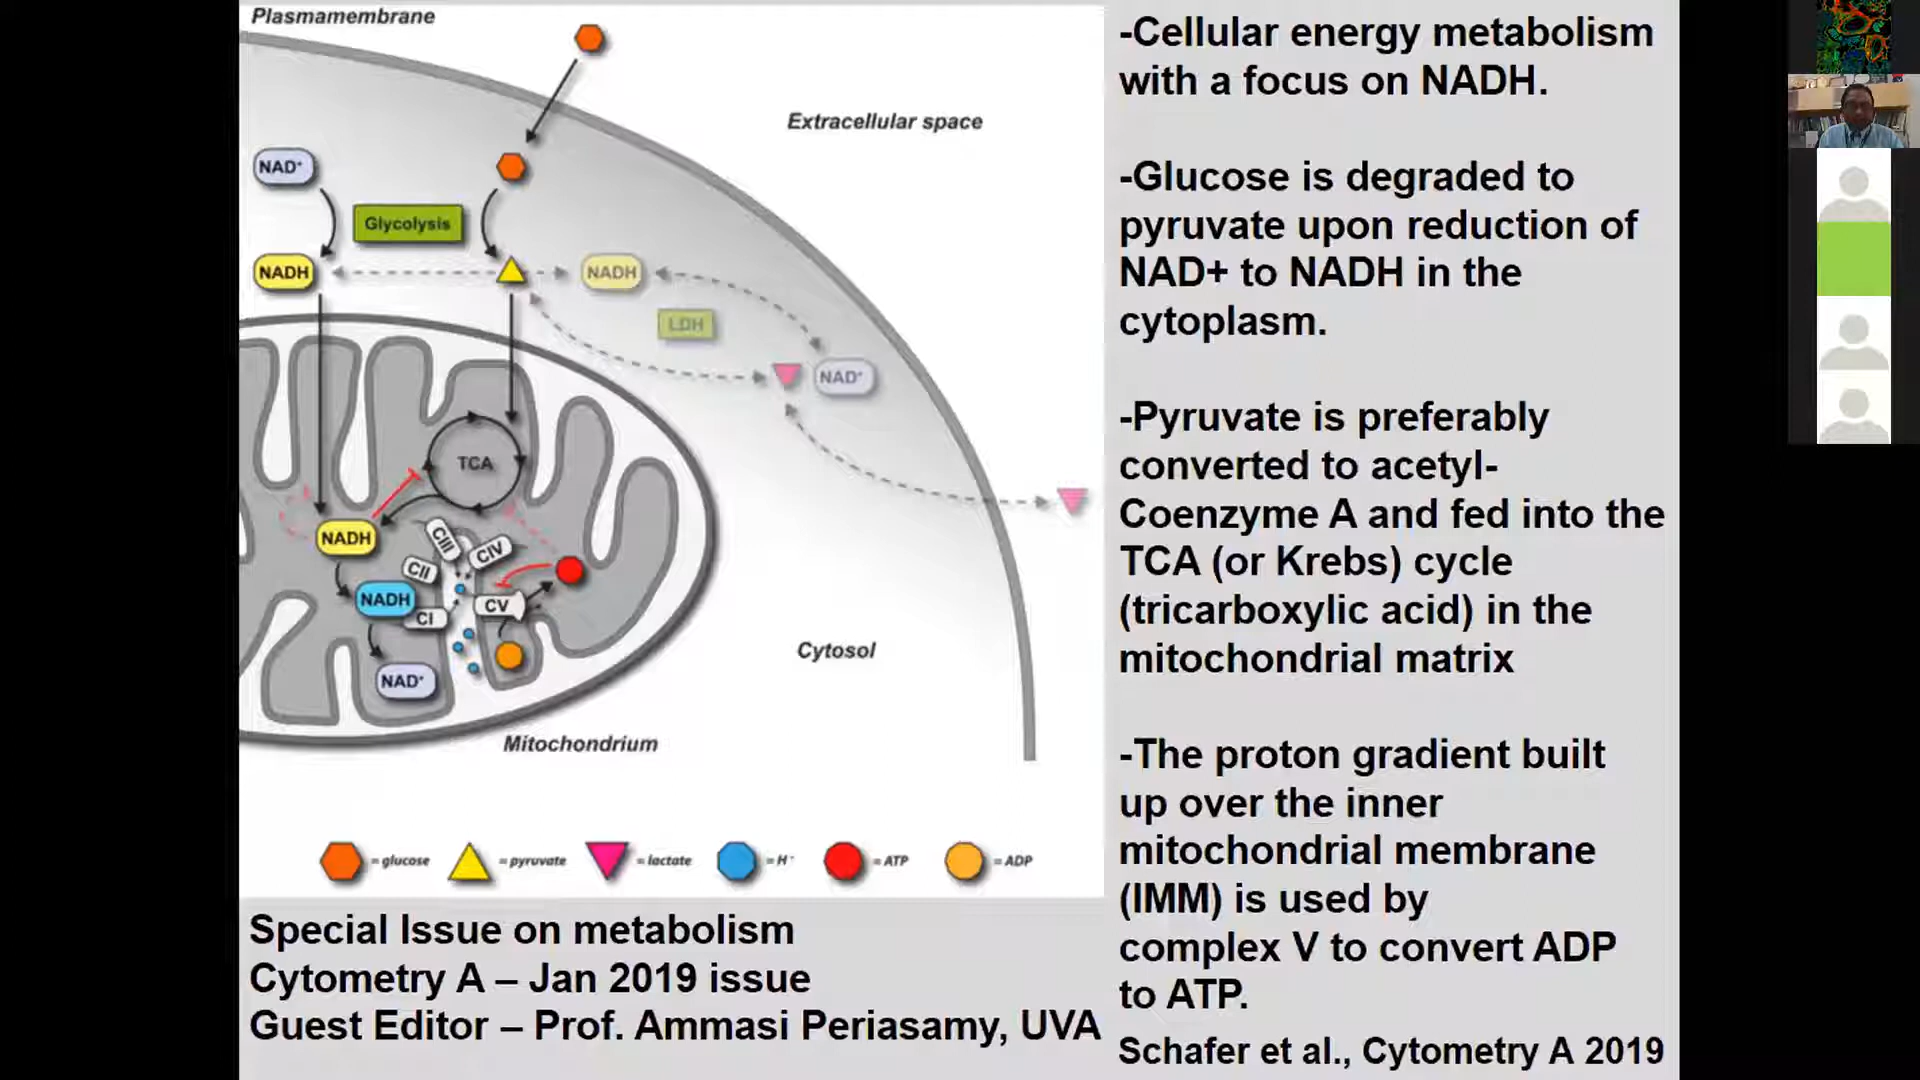 Plasmamembrane
Extracellular space
NAD+
Glycolysis
NADH
NADH
LDH
NAD+
TCA
NADH
CIII
CIV
CII
NADH
CI
CV
NAD+
Cytosol
Mitochondrium
= glucose
= pyruvate
= lactate
= H+
= ATP
= ADP
Special Issue on metabolism
Cytometry A – Jan 2019 issue
Guest Editor – Prof. Ammasi Periasamy, UVA
-Cellular energy metabolism
with a focus on NADH.
-Glucose is degraded to
pyruvate upon reduction of
NAD+ to NADH in the
cytoplasm.
-Pyruvate is preferably
converted to acetyl-
Coenzyme A and fed into the
TCA (or Krebs) cycle
(tricarboxylic acid) in the
mitochondrial matrix
-The proton gradient built
up over the inner
mitochondrial membrane
(IMM) is used by
complex V to convert ADP
to ATP.
Schafer et al., Cytometry A 2019